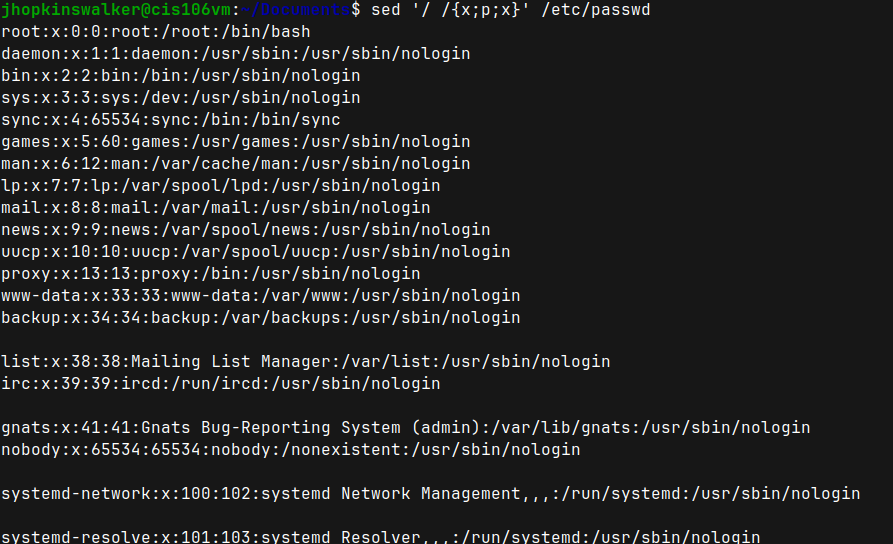 jhopkinswalker@cis106vm:~/Documents$ sed '/ /{x;p;x}' /etc/passwd
root:x:0:0:root:/root:/bin/bash
daemon:x:1:1:daemon:/usr/sbin:/usr/sbin/nologin
bin:x:2:2:bin:/bin:/usr/sbin/nologin
sys:x:3:3:sys:/dev:/usr/sbin/nologin
sync:x:4:65534:sync:/bin:/bin/sync
games:x:5:60:games:/usr/games:/usr/sbin/nologin
man:x:6:12:man:/var/cache/man:/usr/sbin/nologin
lp:x:7:7:lp:/var/spool/lpd:/usr/sbin/nologin
mail:x:8:8:mail:/var/mail:/usr/sbin/nologin
news:x:9:9:news:/var/spool/news:/usr/sbin/nologin
uucp:x:10:10:uucp:/var/spool/uucp:/usr/sbin/nologin
proxy:x:13:13:proxy:/bin:/usr/sbin/nologin
www-data:x:33:33:www-data:/var/www:/usr/sbin/nologin
backup:x:34:34:backup:/var/backups:/usr/sbin/nologin

list:x:38:38:Mailing List Manager:/var/list:/usr/sbin/nologin
irc:x:39:39:ircd:/run/ircd:/usr/sbin/nologin

gnats:x:41:41:Gnats Bug-Reporting System (admin):/var/lib/gnats:/usr/sbin/nologin
nobody:x:65534:65534:nobody:/nonexistent:/usr/sbin/nologin

systemd-network:x:100:102:systemd Network Management,,,:/run/systemd:/usr/sbin/nologin

systemd-resolve:x:101:103:systemd Resolver,,,:/run/systemd:/usr/sbin/nologin